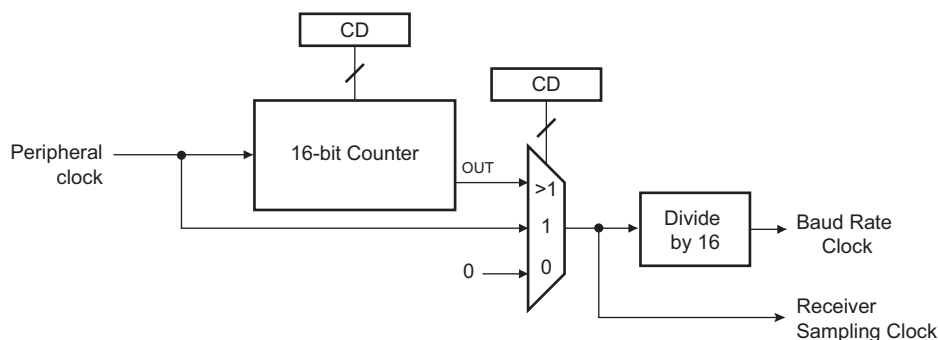 CD
CD
Peripheral
clock
16-bit Counter
OUT
>1
1
0
0
Divide
by 16
Baud Rate
Clock
Receiver
Sampling Clock